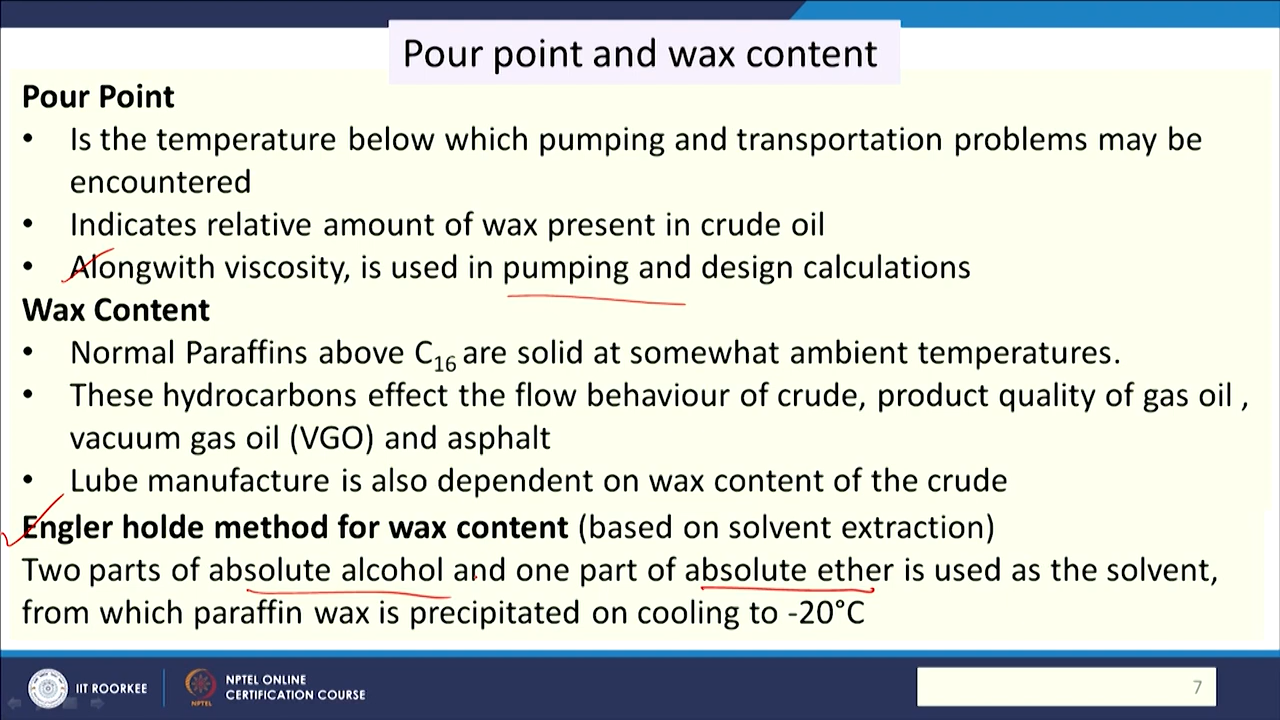 Pour point and wax content
Pour Point
• Is the temperature below which pumping and transportation problems may be
encountered
• Indicates relative amount of wax present in crude oil
• Alongwith viscosity, is used in pumping and design calculations
Wax Content
• Normal Paraffins above C16 are solid at somewhat ambient temperatures.
• These hydrocarbons effect the flow behaviour of crude, product quality of gas oil ,
vacuum gas oil (VGO) and asphalt
• Lube manufacture is also dependent on wax content of the crude
Engler holde method for wax content (based on solvent extraction)
Two parts of absolute alcohol and one part of absolute ether is used as the solvent,
from which paraffin wax is precipitated on cooling to -20°C
IIT ROORKEE
NPTEL
NPTEL ONLINE
CERTIFICATION COURSE
7